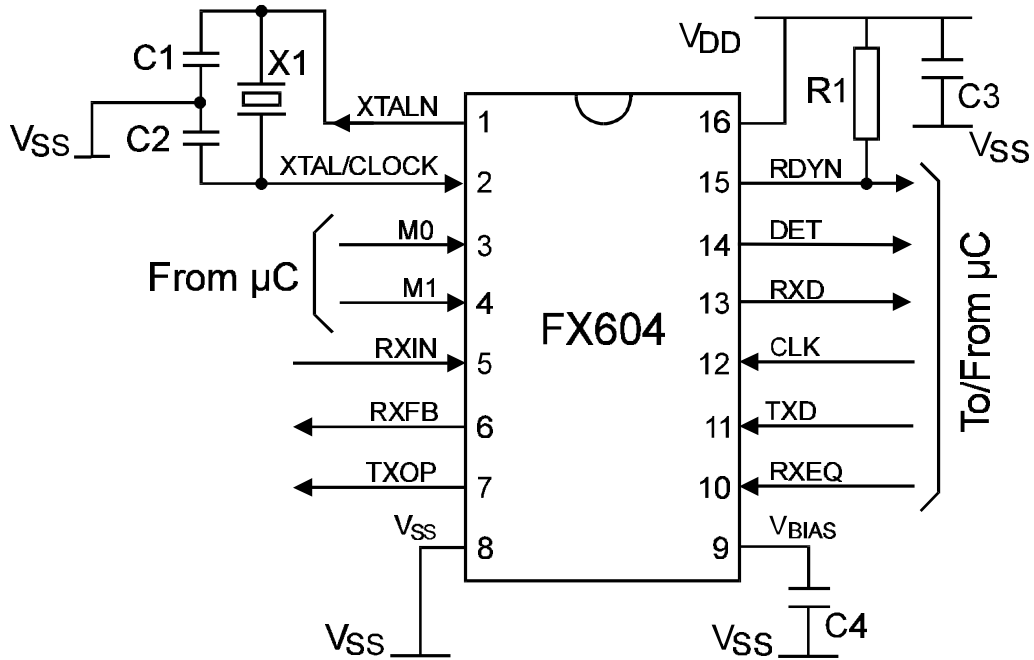 C1
X1
C2
VSS
XTALN
XTAL/CLOCK
From µC
M0
M1
RXIN
RXFB
TXOP
VSS
VSS
1
2
3
4
5
6
7
8
FX604
16
15
14
13
12
11
10
9
VDD
R1
C3
VSS
RDYN
DET
RXD
CLK
TXD
RXEQ
VBIAS
C4
VSS
To/From µC